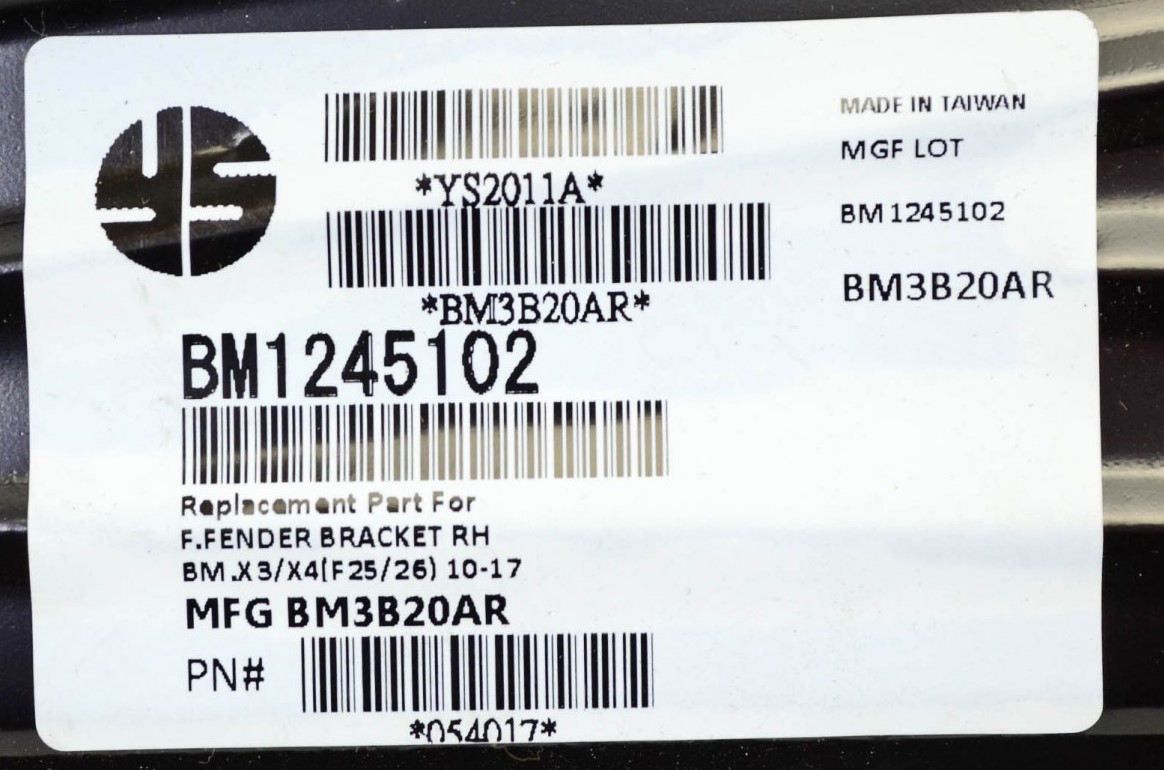 YS
*YS2011A*
*BM3B20AR*
BM1245102
Replacement Part For
F.FENDER BRACKET RH
BM.X3/X4(F25/26) 10-17
MFG BM3B20AR
PN#
*054017*
MADE IN TAIWAN
MGF LOT
BM1245102
BM3B20AR